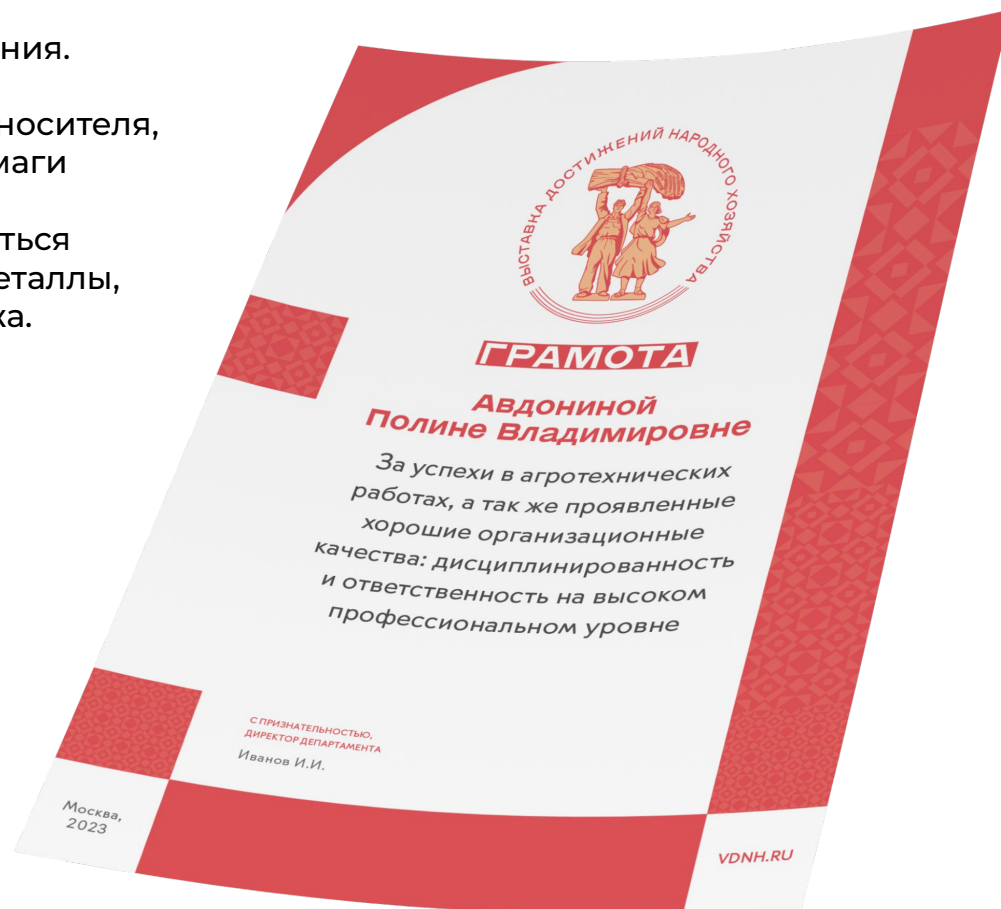 ния.
носителя,
маги
ться
еталлы,
ка.
ВЫСТАВКА ДОСТИЖЕНИЙ НАРОДНОГО ХОЗЯЙСТВА
ГРАМОТА
Авдониной
Полине Владимировне
За успехи в агротехнических
работах, а так же проявленные
хорошие организационные
качества: дисциплинированность
и ответственность на высоком
профессиональном уровне
С ПРИЗНАТЕЛЬНОСТЬЮ,
ДИРЕКТОР ДЕПАРТАМЕНТА
Иванов И.И.
Москва,
2023
VDNH.RU